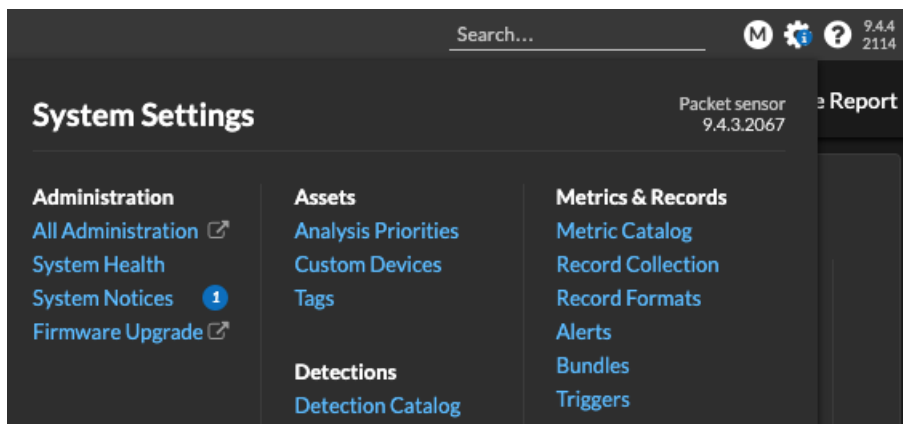 Search...
M
i
?
9.4.4
2114
System Settings
Packet sensor
9.4.3.2067
e Report
Administration
All Administration
System Health
System Notices 1
Firmware Upgrade
Assets
Analysis Priorities
Custom Devices
Tags
Detections
Detection Catalog
Metrics & Records
Metric Catalog
Record Collection
Record Formats
Alerts
Bundles
Triggers